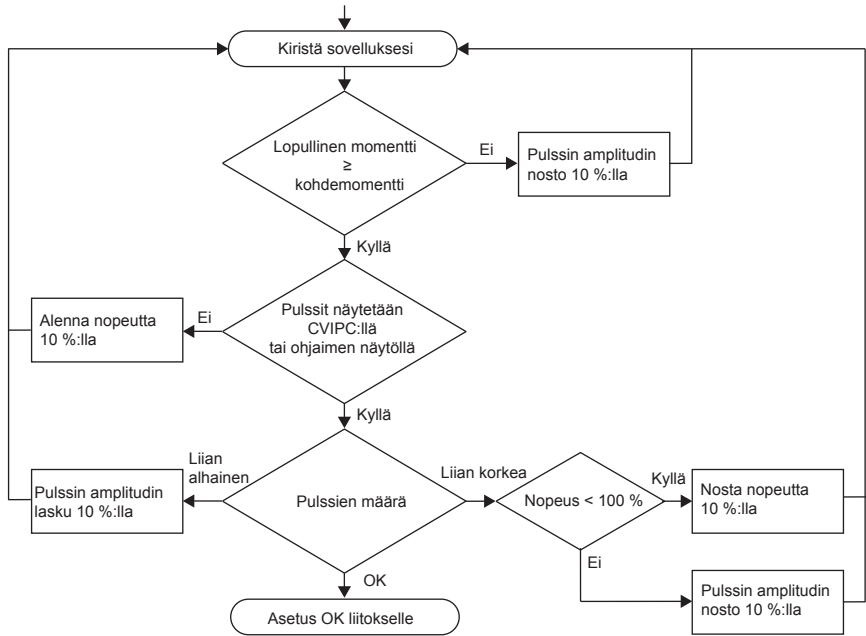 Kiristä sovelluksesi
Lopullinen momentti
≥
kohdemomentti
Ei
Pulssin amplitudin
nosto 10 %:lla
Kyllä
Pulssit näytetään
CVIPC:llä
tai ohjaimen näytöllä
Ei
Alenna nopeutta
10 %:lla
Kyllä
Pulssien määrä
Liian
alhainen
Pulssin amplitudin
lasku 10 %:lla
Liian korkea
Nopeus < 100 %
Kyllä
Nosta nopeutta
10 %:lla
Ei
Pulssin amplitudin
nosto 10 %:lla
OK
Asetus OK liitokselle